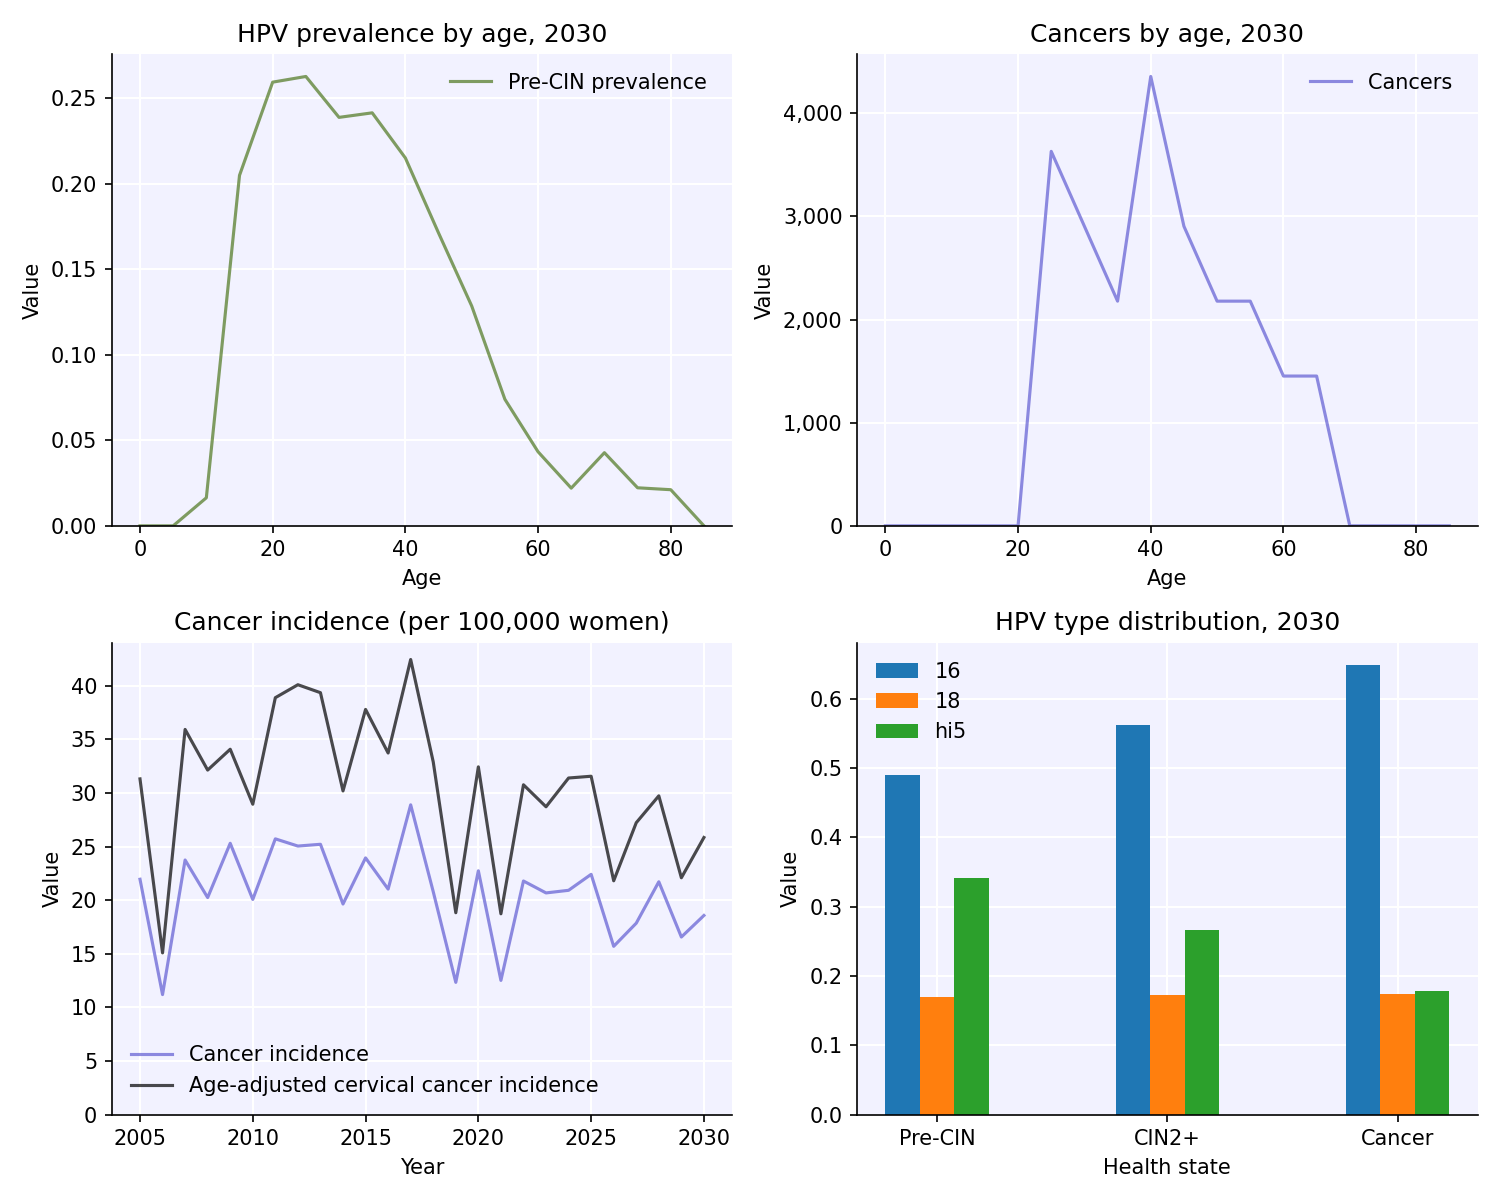 HPV prevalence by age, 2030
Pre-CIN prevalence
0.25
0.20
0.15
0.10
0.05
0.00
Value
0 20 40 60 80
Age
Cancers by age, 2030
Cancers
4,000
3,000
2,000
1,000
0
Value
0 20 40 60 80
Age
Cancer incidence (per 100,000 women)
40
35
30
25
20
15
10
5
0
Value
Cancer incidence
Age-adjusted cervical cancer incidence
2005 2010 2015 2020 2025 2030
Year
HPV type distribution, 2030
16
18
hi5
0.6
0.5
0.4
0.3
0.2
0.1
0.0
Value
Pre-CIN CIN2+ Cancer
Health state